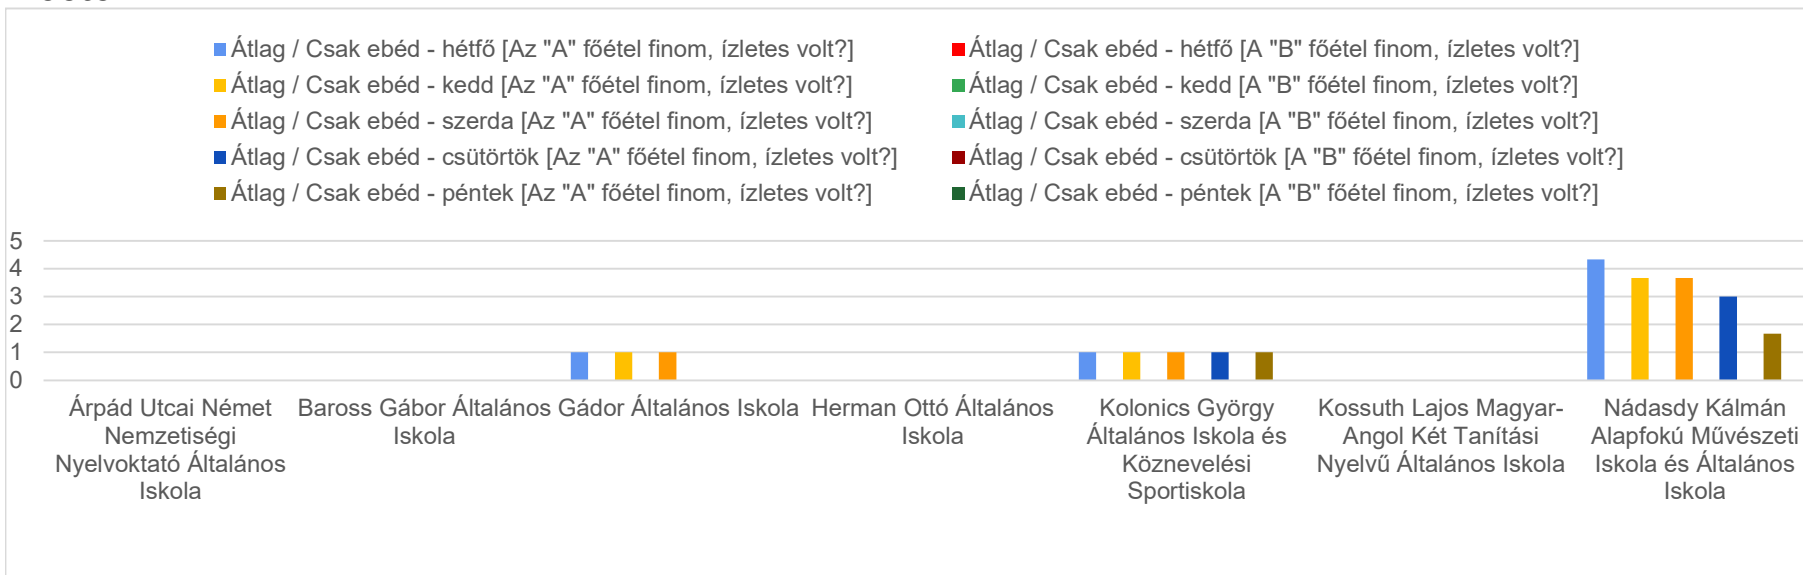 Átlag / Csak ebéd - hétfő [Az "A" főétel finom, ízletes volt?]
Átlag / Csak ebéd - hétfő [A "B" főétel finom, ízletes volt?]
Átlag / Csak ebéd - kedd [Az "A" főétel finom, ízletes volt?]
Átlag / Csak ebéd - kedd [A "B" főétel finom, ízletes volt?]
Átlag / Csak ebéd - szerda [Az "A" főétel finom, ízletes volt?]
Átlag / Csak ebéd - szerda [A "B" főétel finom, ízletes volt?]
Átlag / Csak ebéd - csütörtök [Az "A" főétel finom, ízletes volt?]
Átlag / Csak ebéd - csütörtök [A "B" főétel finom, ízletes volt?]
Átlag / Csak ebéd - péntek [Az "A" főétel finom, ízletes volt?]
Átlag / Csak ebéd - péntek [A "B" főétel finom, ízletes volt?]
5
4
3
2
1
0
Árpád Utcai Német
Nemzetiségi
Nyelvoktató Általános
Iskola
Baross Gábor Általános
Iskola
Gádor Általános Iskola
Herman Ottó Általános
Iskola
Kolonics György
Általános Iskola és
Köznevelési
Sportiskola
Kossuth Lajos Magyar-
Angol Két Tanítási
Nyelvű Általános Iskola
Nádasdy Kálmán
Alapfokú Művészeti
Iskola és Általános
Iskola